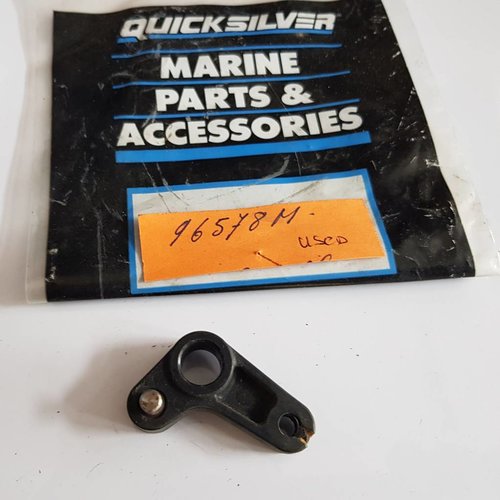 QUICKSILVER
MARINE
PARTS &
ACCESSORIES
96578M.
USED